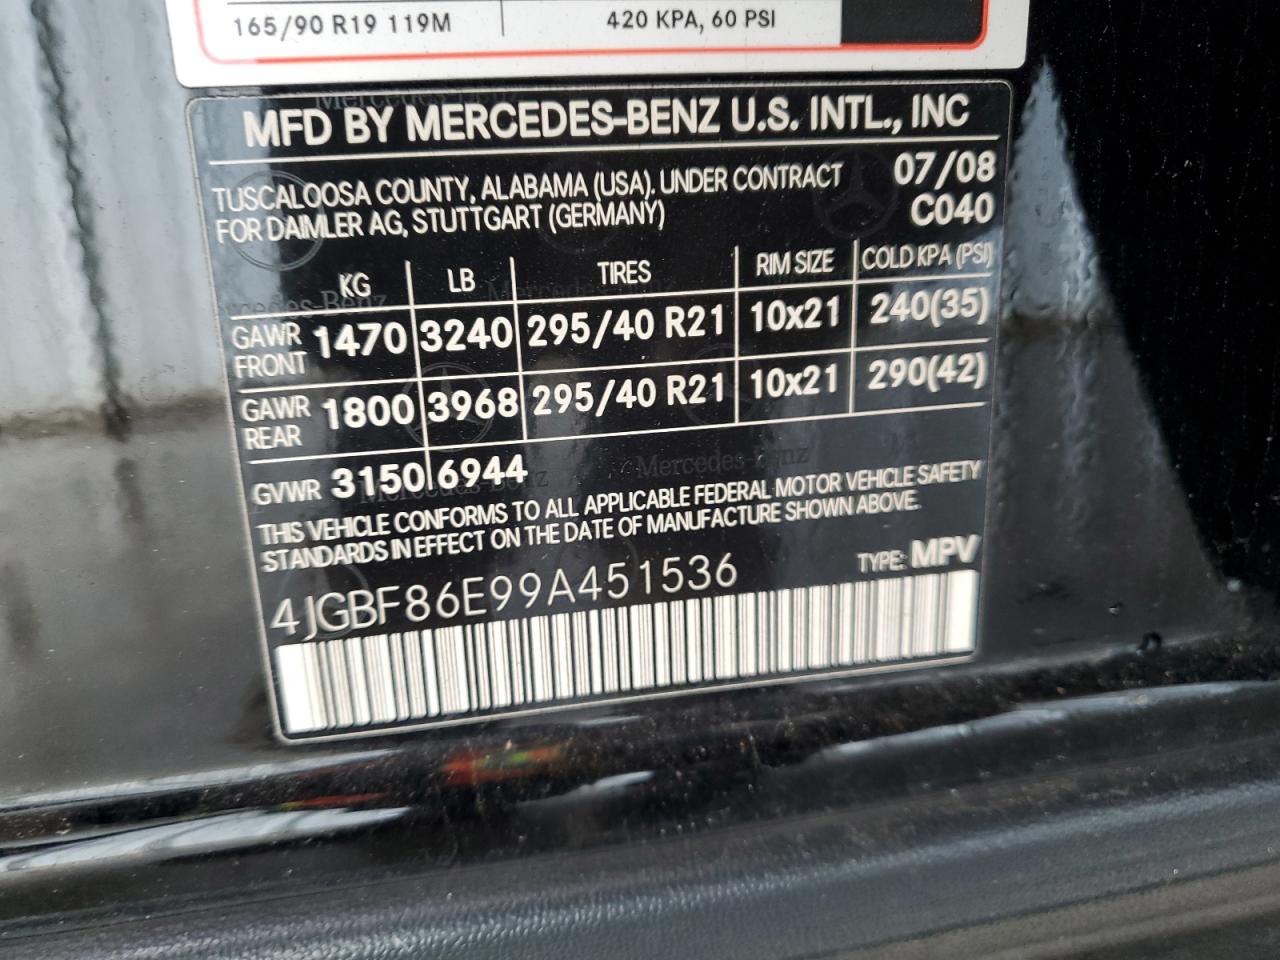 165/90 R19 119M 420 KPA, 60 PSI
MFD BY MERCEDES-BENZ U.S. INTL., INC
TUSCALOOSA COUNTY, ALABAMA (USA). UNDER CONTRACT 07/08
FOR DAIMLER AG, STUTTGART (GERMANY) C040
KG LB TIRES RIM SIZE COLD KPA (PSI)
GAWR FRONT 1470 3240 295/40 R21 10x21 240(35)
GAWR REAR 1800 3968 295/40 R21 10x21 290(42)
GVWR 3150 6944
THIS VEHICLE CONFORMS TO ALL APPLICABLE FEDERAL MOTOR VEHICLE SAFETY
STANDARDS IN EFFECT ON THE DATE OF MANUFACTURE SHOWN ABOVE.
4JGBF86E99A451536 TYPE: MPV